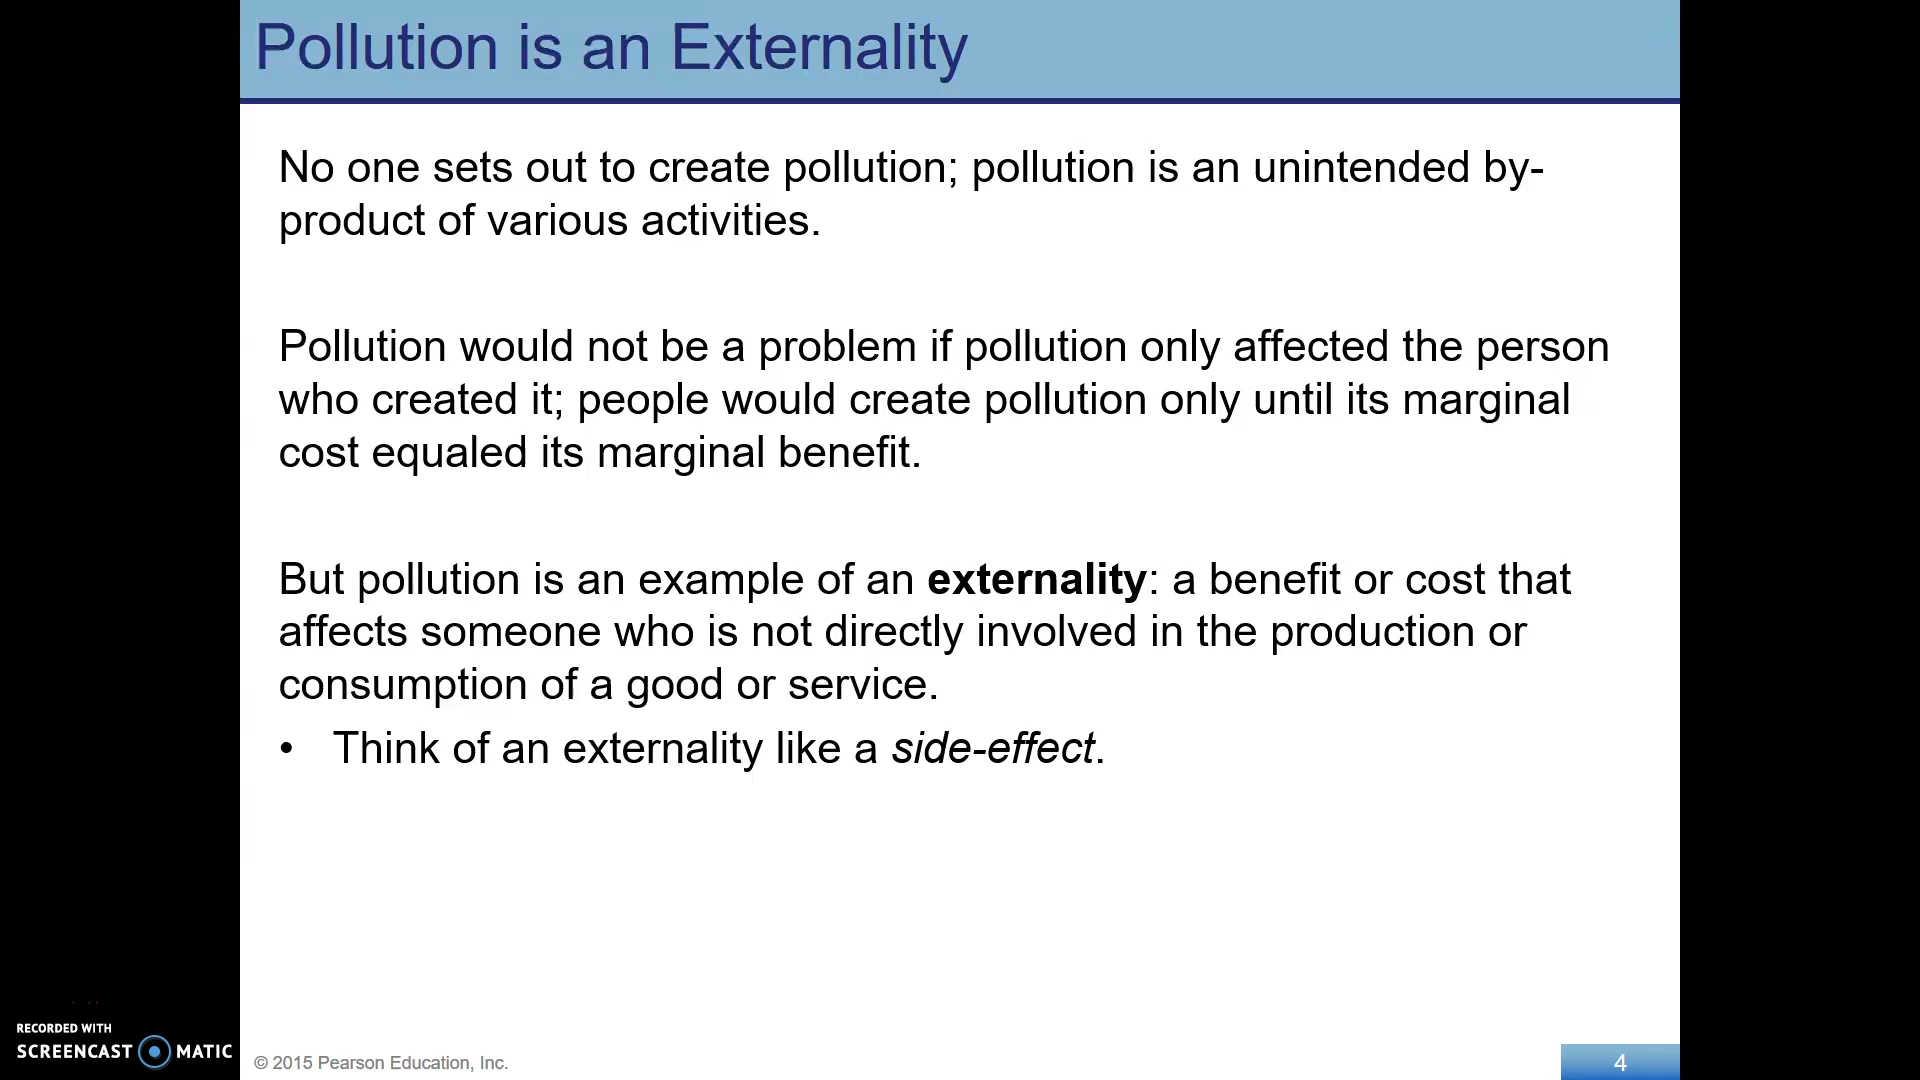 Pollution is an Externality
No one sets out to create pollution; pollution is an unintended by-
product of various activities.
Pollution would not be a problem if pollution only affected the person
who created it; people would create pollution only until its marginal
cost equaled its marginal benefit.
But pollution is an example of an externality: a benefit or cost that
affects someone who is not directly involved in the production or
consumption of a good or service.
• Think of an externality like a side-effect.
RECORDED WITH
SCREENCAST MATIC
© 2015 Pearson Education, Inc.
4